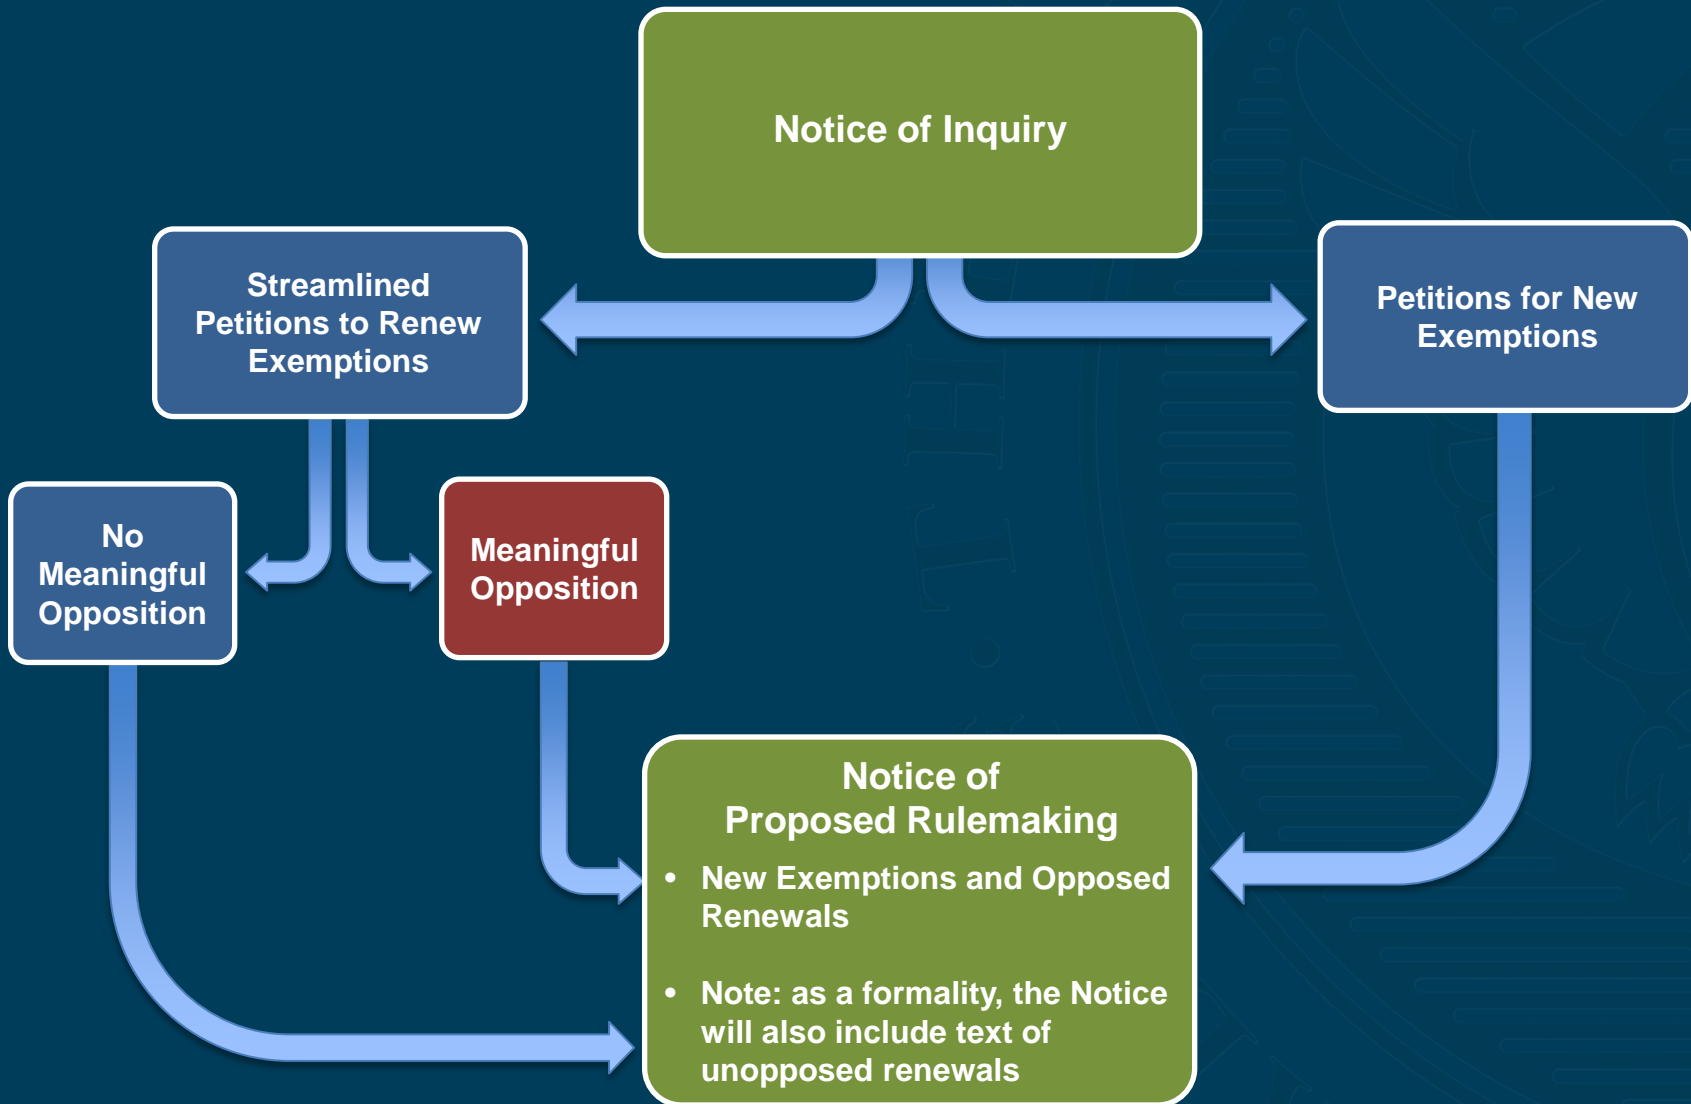 Notice of Inquiry
Streamlined
Petitions to Renew
Exemptions
Petitions for New
Exemptions
No
Meaningful
Opposition
Meaningful
Opposition
Notice of
Proposed Rulemaking
• New Exemptions and Opposed
Renewals
• Note: as a formality, the Notice
will also include text of
unopposed renewals